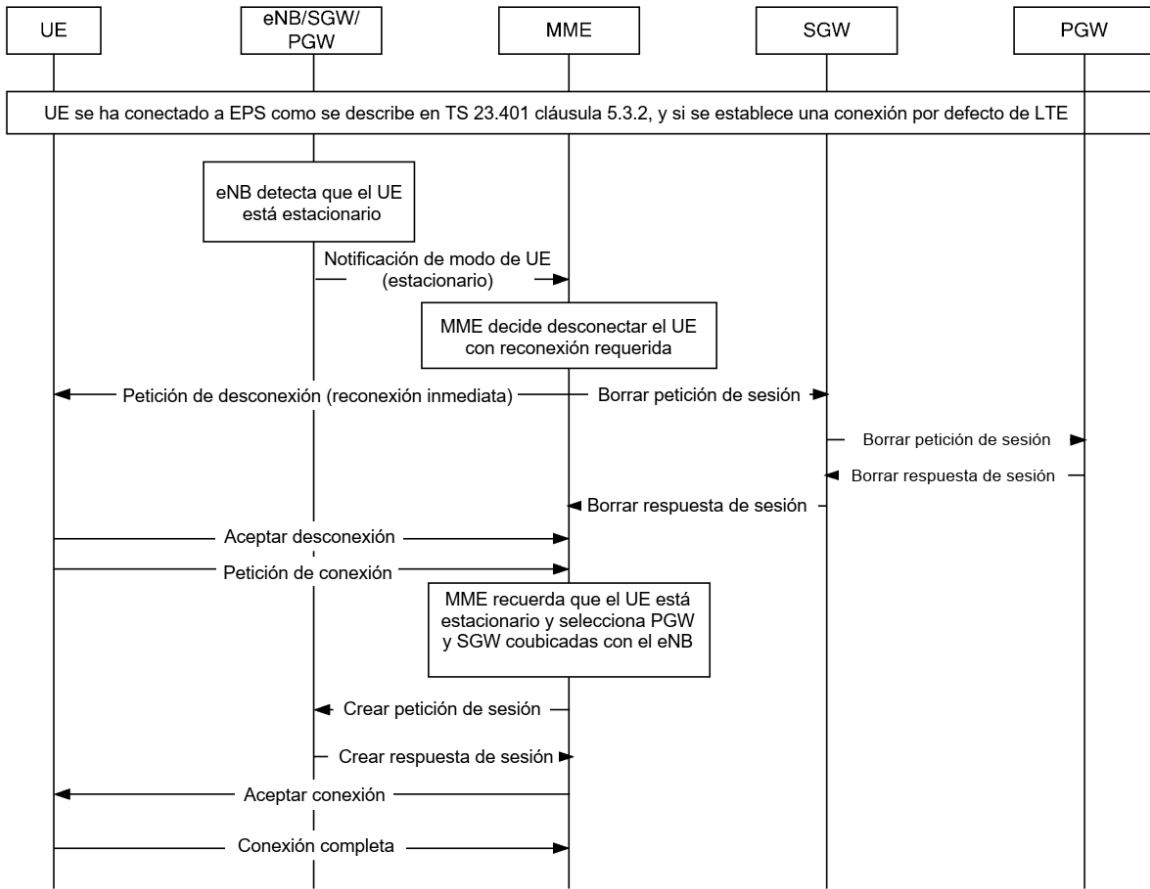 UE
eNB/SGW/
PGW
MME
SGW
PGW
UE se ha conectado a EPS como se describe en TS 23.401 cláusula 5.3.2, y si se establece una conexión por defecto de LTE
eNB detecta que el UE
está estacionario
Notificación de modo de UE
(estacionario)
MME decide desconectar el UE
con reconexión requerida
Petición de desconexión (reconexión inmediata)
Borrar petición de sesión
Borrar petición de sesión
Borrar respuesta de sesión
Borrar respuesta de sesión
Aceptar desconexión
Petición de conexión
MME recuerda que el UE está
estacionario y selecciona PGW
y SGW coubicadas con el eNB
Crear petición de sesión
Crear respuesta de sesión
Aceptar conexión
Conexión completa